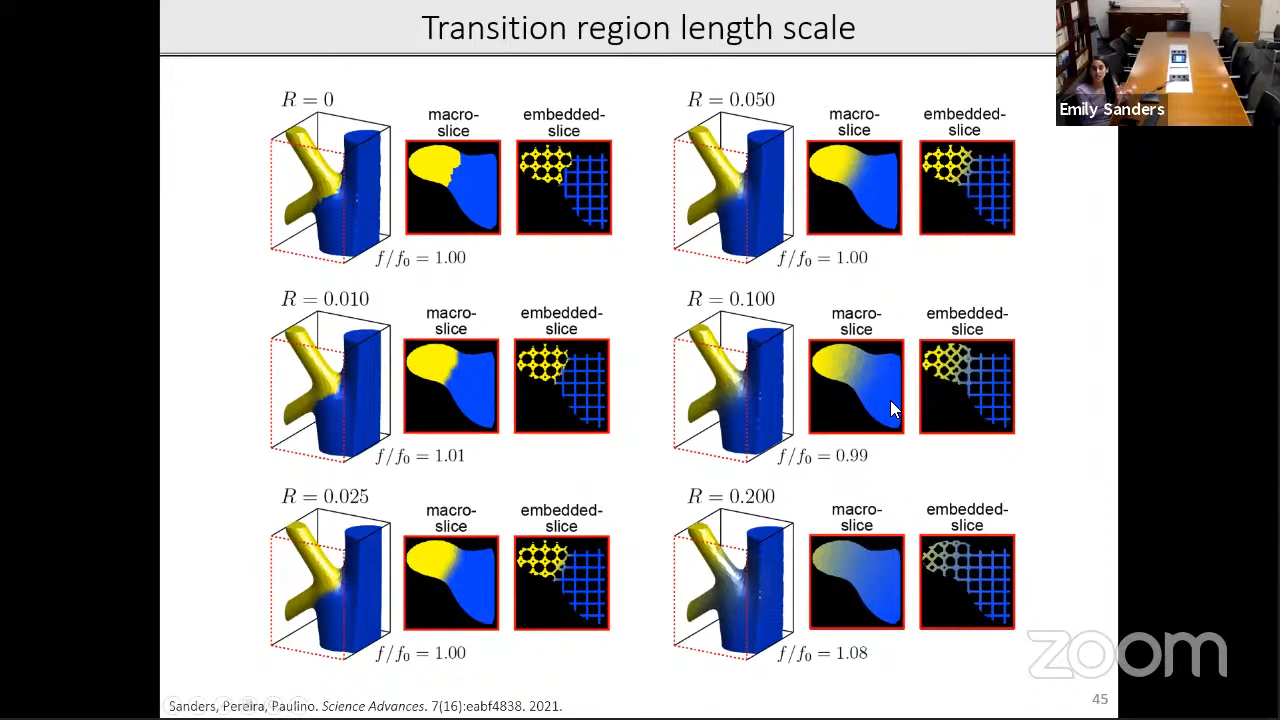 Transition region length scale
Emily Sanders
R = 0
macro-
slice
embedded-
slice
f/f₀ = 1.00
R = 0.050
macro-
slice
embedded-
slice
f/f₀ = 1.00
R = 0.010
macro-
slice
embedded-
slice
f/f₀ = 1.01
R = 0.100
macro-
slice
embedded-
slice
f/f₀ = 0.99
R = 0.025
macro-
slice
embedded-
slice
f/f₀ = 1.00
R = 0.200
macro-
slice
embedded-
slice
f/f₀ = 1.08
zoom
Sanders, Pereira, Paulino. Science Advances. 7(16):eabf4838. 2021.
45